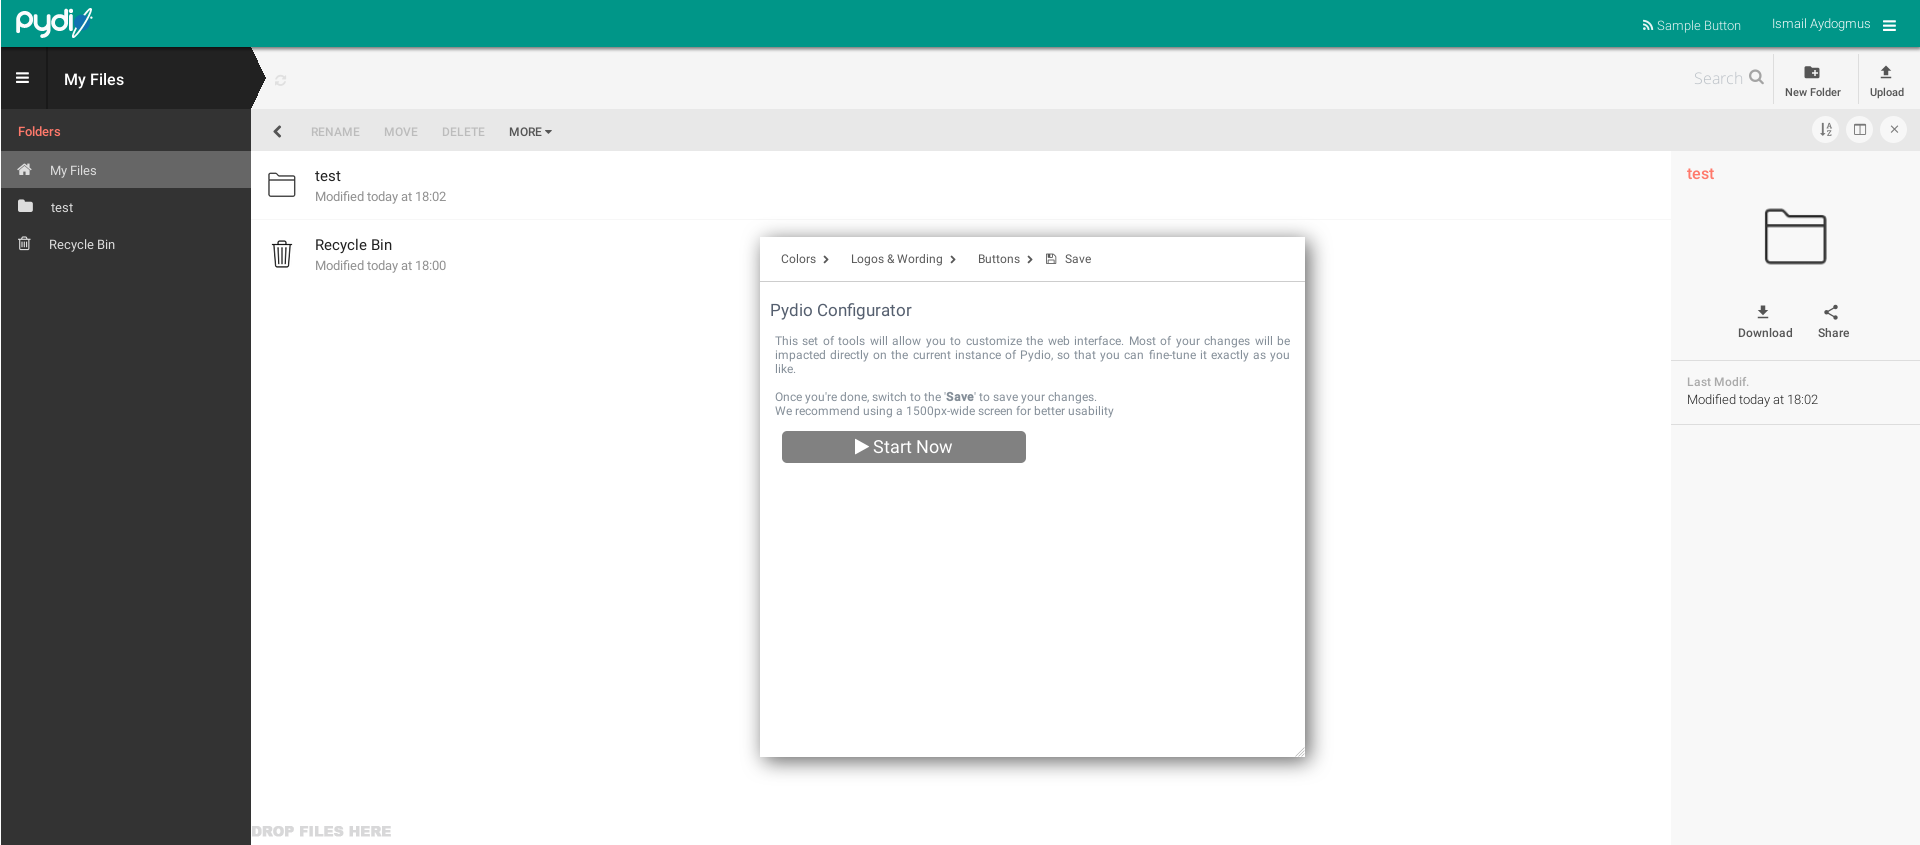 pydio
Sample Button
Ismail Aydogmus
My Files
Search
New Folder
Upload
Folders
RENAME MOVE DELETE MORE
My Files
test
Recycle Bin
test
Modified today at 18:02
Recycle Bin
Modified today at 18:00
Colors Logos & Wording Buttons Save
Pydio Configurator
This set of tools will allow you to customize the web interface. Most of your changes will be
impacted directly on the current instance of Pydio, so that you can fine-tune it exactly as you
like.
Once you're done, switch to the 'Save' to save your changes.
We recommend using a 1500px-wide screen for better usability
Start Now
test
Download Share
Last Modif.
Modified today at 18:02
DROP FILES HERE